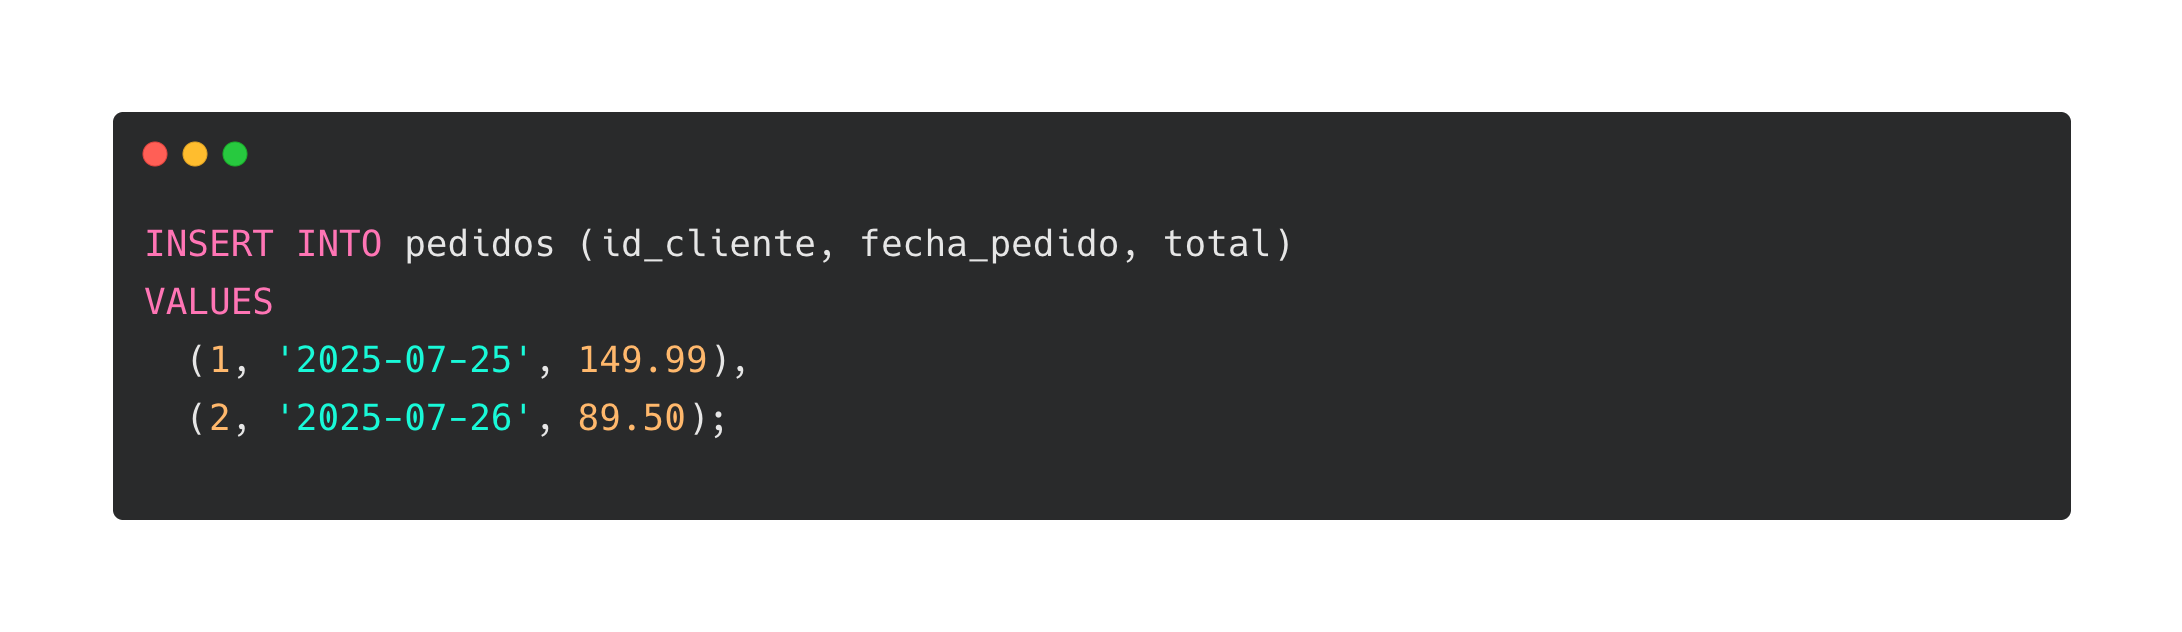 INSERT INTO pedidos (id_cliente, fecha_pedido, total)
VALUES
  (1, '2025-07-25', 149.99),
  (2, '2025-07-26', 89.50);